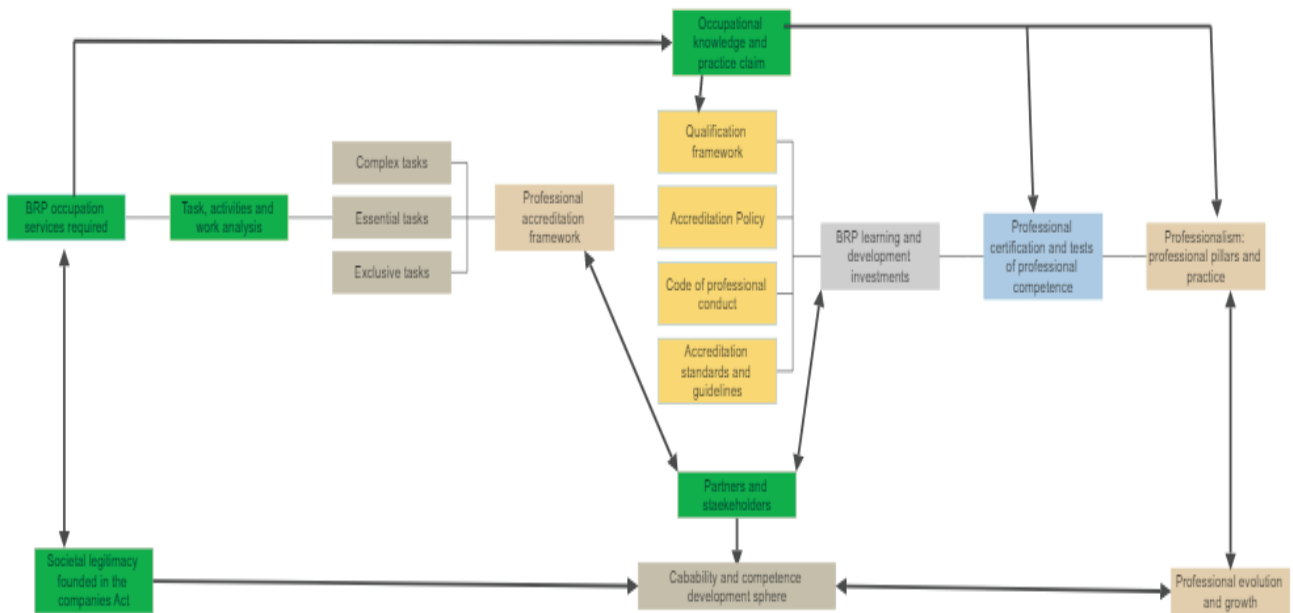 Occupational
knowledge and
practice claim
Qualification
framework
Complex tasks
Professional
accreditation
framework
BRP occupation
services required
Task, activities and
work analysis
Essential tasks
Accreditation Policy
BRP learning and
development
investments
Professional
certification and tests
of professional
competence
Professionalism:
professional pillars and
practice
Exclusive tasks
Code of professional
conduct
Accreditation
standards and
guidelines
Partners and
staekeholders
Societal legitimacy
founded in the
companies Act
Cabability and competence
development sphere
Professional evolution
and growth